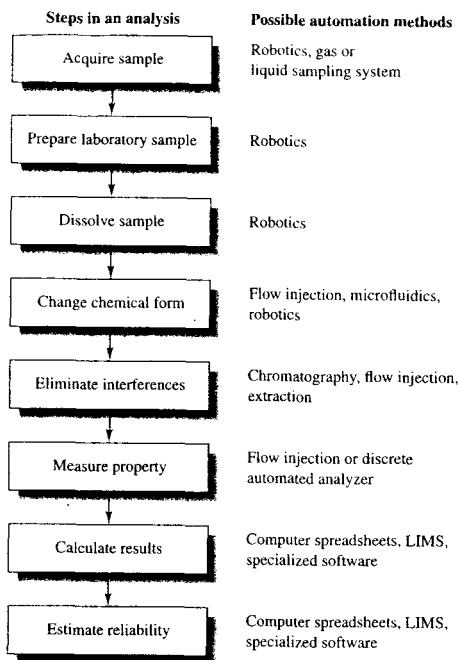 Steps in an analysis
Possible automation methods
Acquire sample
Robotics, gas or
liquid sampling system
Prepare laboratory sample
Robotics
Dissolve sample
Robotics
Change chemical form
Flow injection, microfluidics,
robotics
Eliminate interferences
Chromatography, flow injection,
extraction
Measure property
Flow injection or discrete
automated analyzer
Calculate results
Computer spreadsheets, LIMS,
specialized software
Estimate reliability
Computer spreadsheets, LIMS,
specialized software